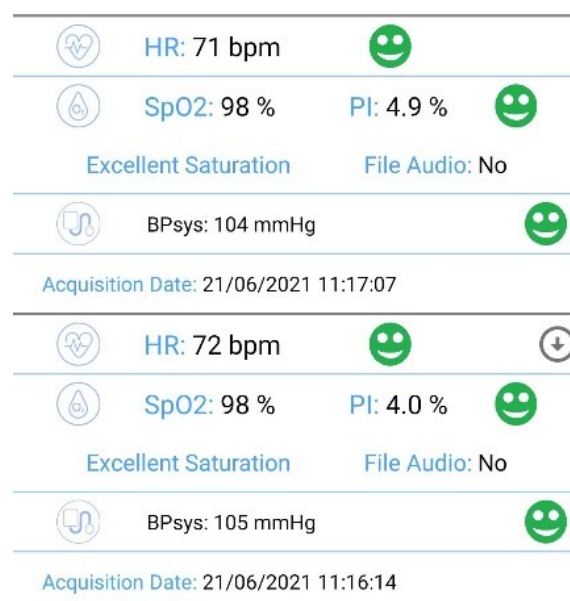 HR: 71 bpm
SpO2: 98 % PI: 4.9 %
Excellent Saturation File Audio: No
BPsys: 104 mmHg
Acquisition Date: 21/06/2021 11:17:07
HR: 72 bpm
SpO2: 98 % PI: 4.0 %
Excellent Saturation File Audio: No
BPsys: 105 mmHg
Acquisition Date: 21/06/2021 11:16:14